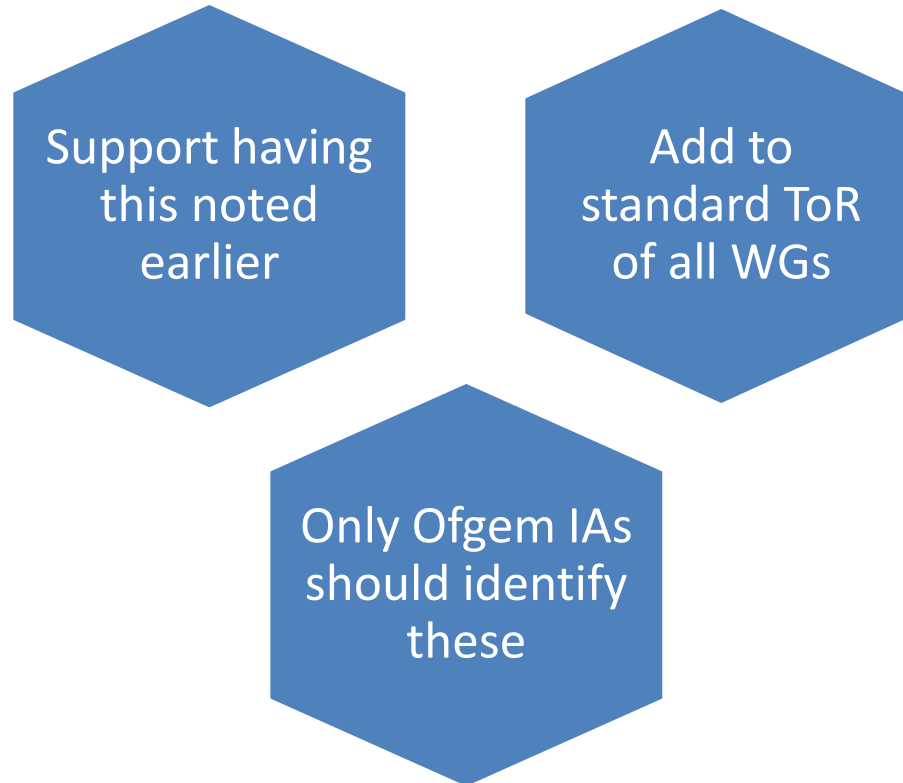 Support having
this noted
earlier
Add to
standard ToR
of all WGs
Only Ofgem IAs
should identify
these